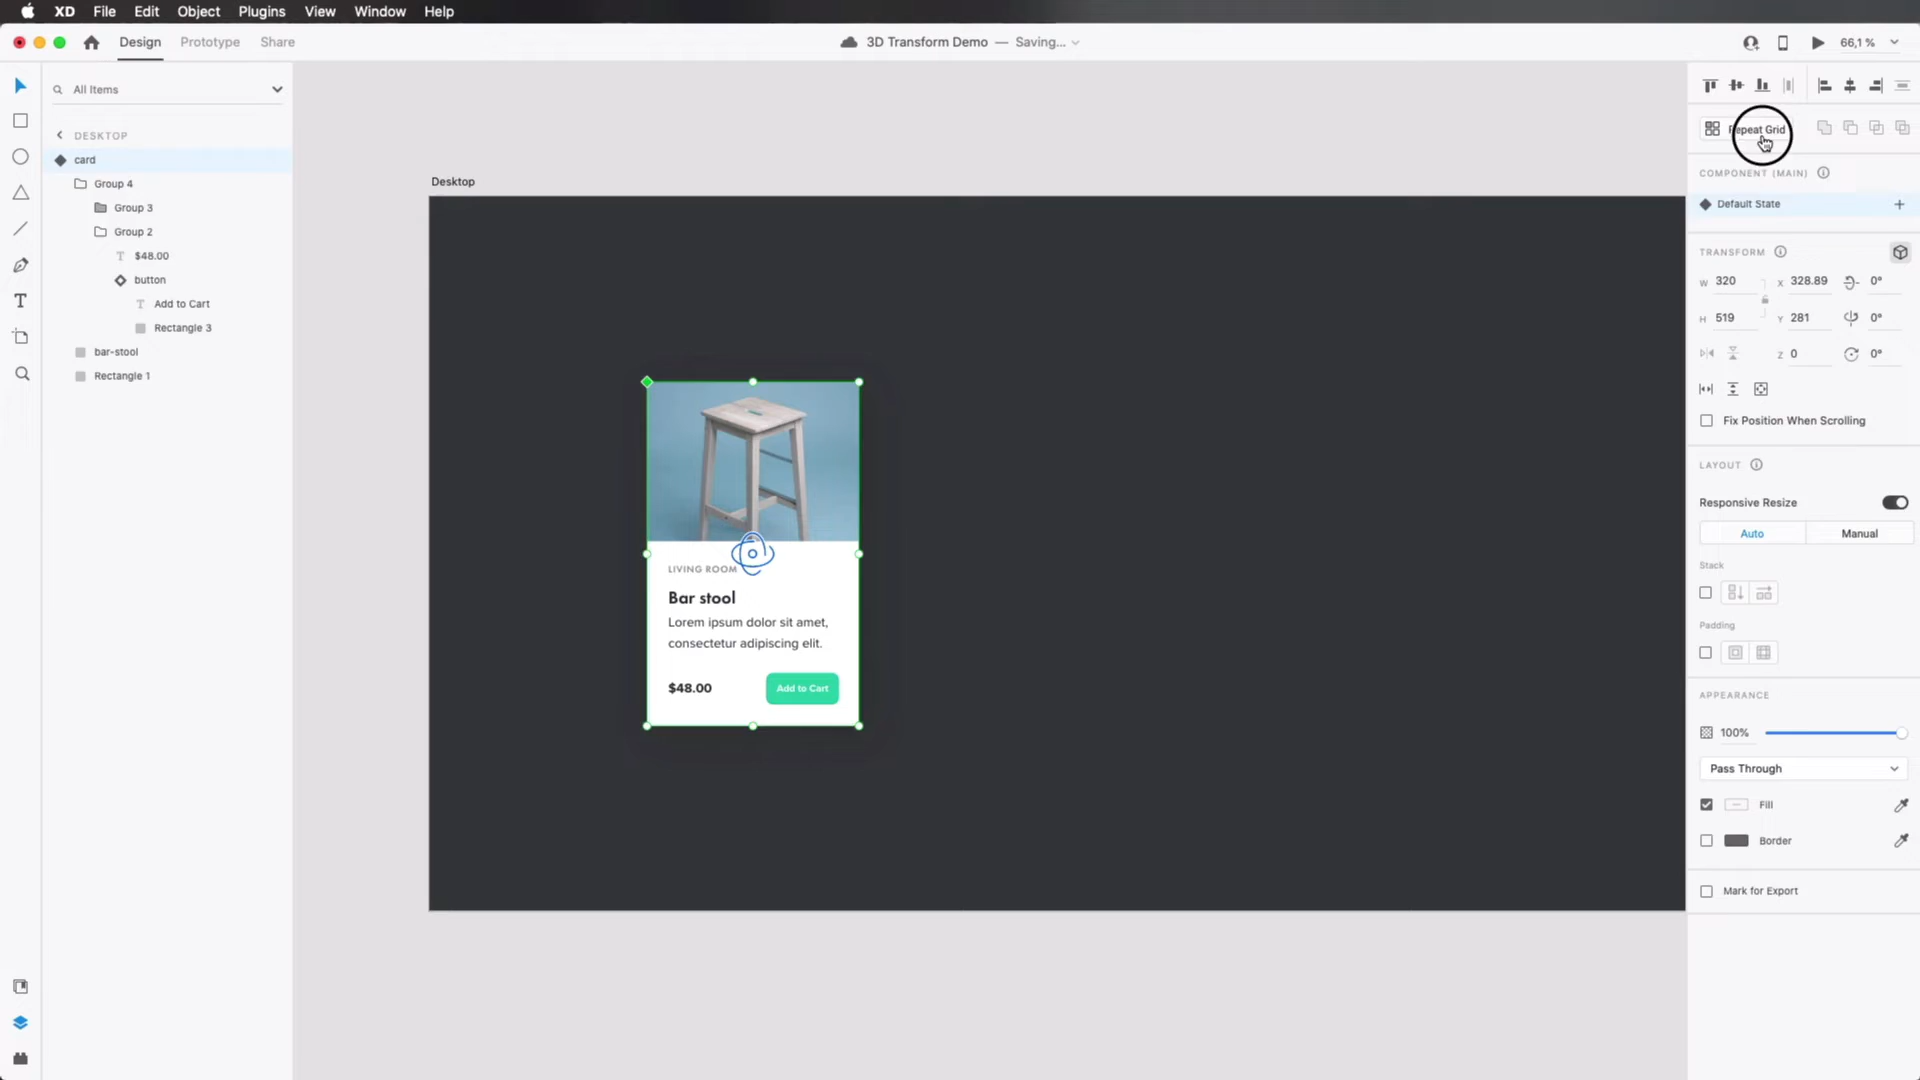 XD File Edit Object Plugins View Window Help
Design Prototype Share
3D Transform Demo — Saving...
66,1 %
All Items
DESKTOP
card
Group 4
Group 3
Group 2
$48.00
button
Add to Cart
Rectangle 3
bar-stool
Rectangle 1
Desktop
LIVING ROOM
Bar stool
Lorem ipsum dolor sit amet,
consectetur adipiscing elit.
$48.00
Add to Cart
Repeat Grid
COMPONENT (MAIN)
Default State
TRANSFORM
W 320 X 328.89 0°
H 519 Y 281 0°
Z 0 0°
Fix Position When Scrolling
LAYOUT
Responsive Resize
Auto Manual
Stack
Padding
APPEARANCE
100%
Pass Through
Fill
Border
Mark for Export